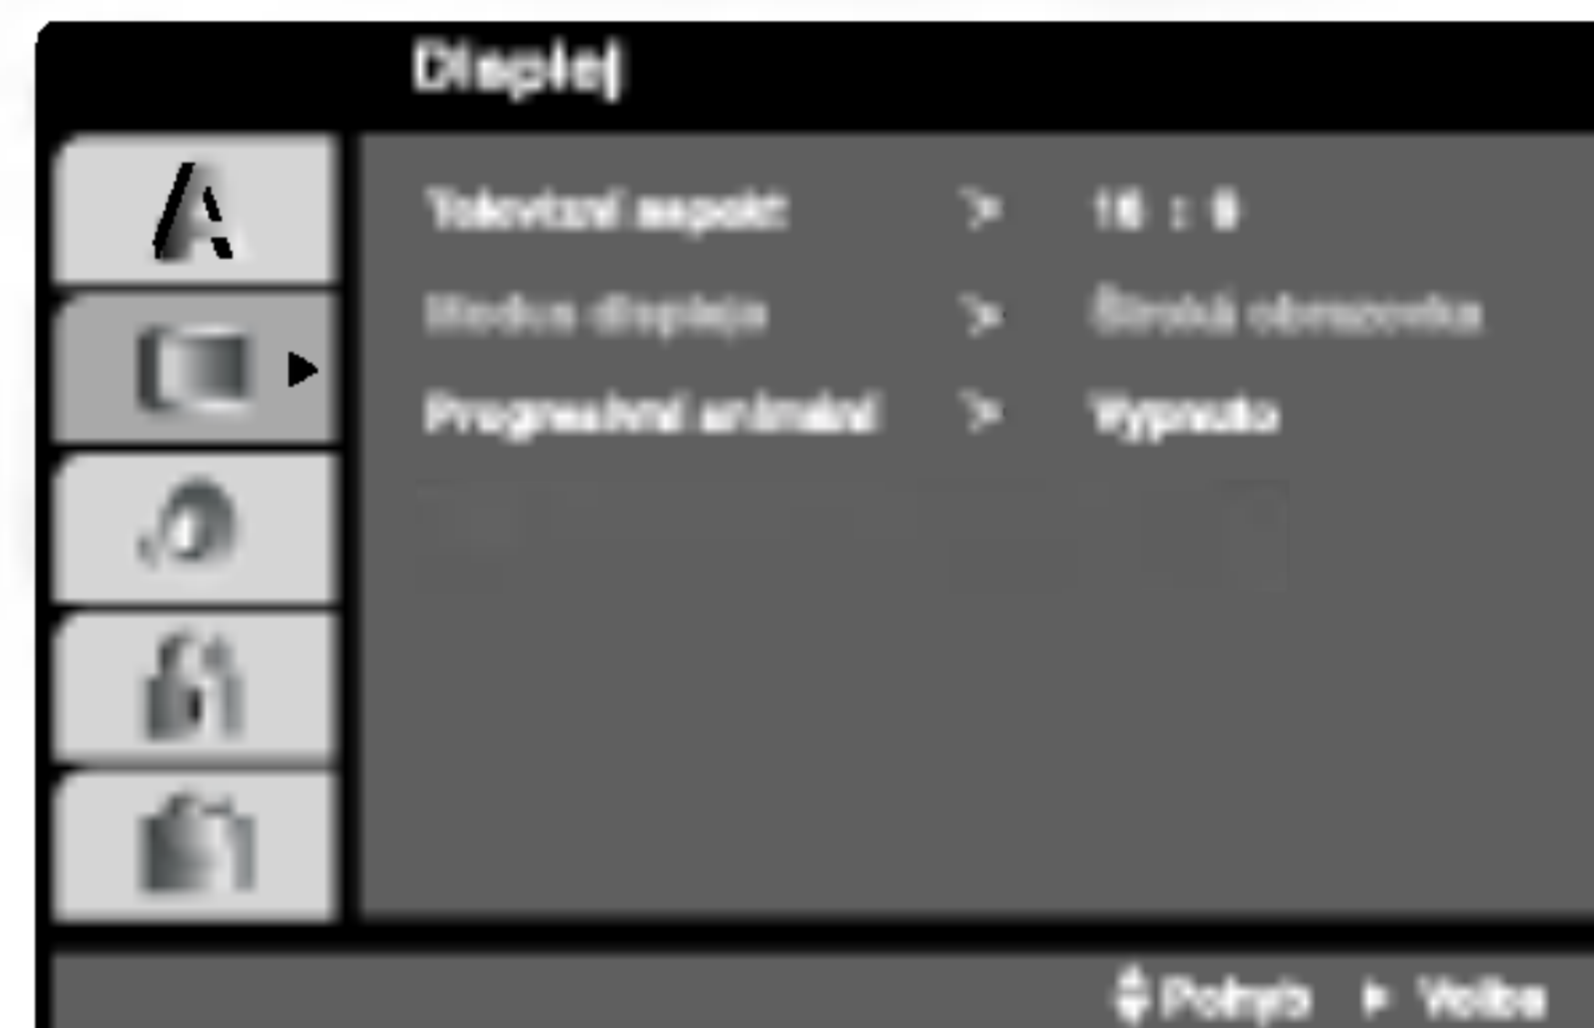 Displej
A
Televizní aspekt > 16 : 9
Modus displeje > Široká obrazovka
Progresivní snímání > Vypnuto
Pohyb Volba